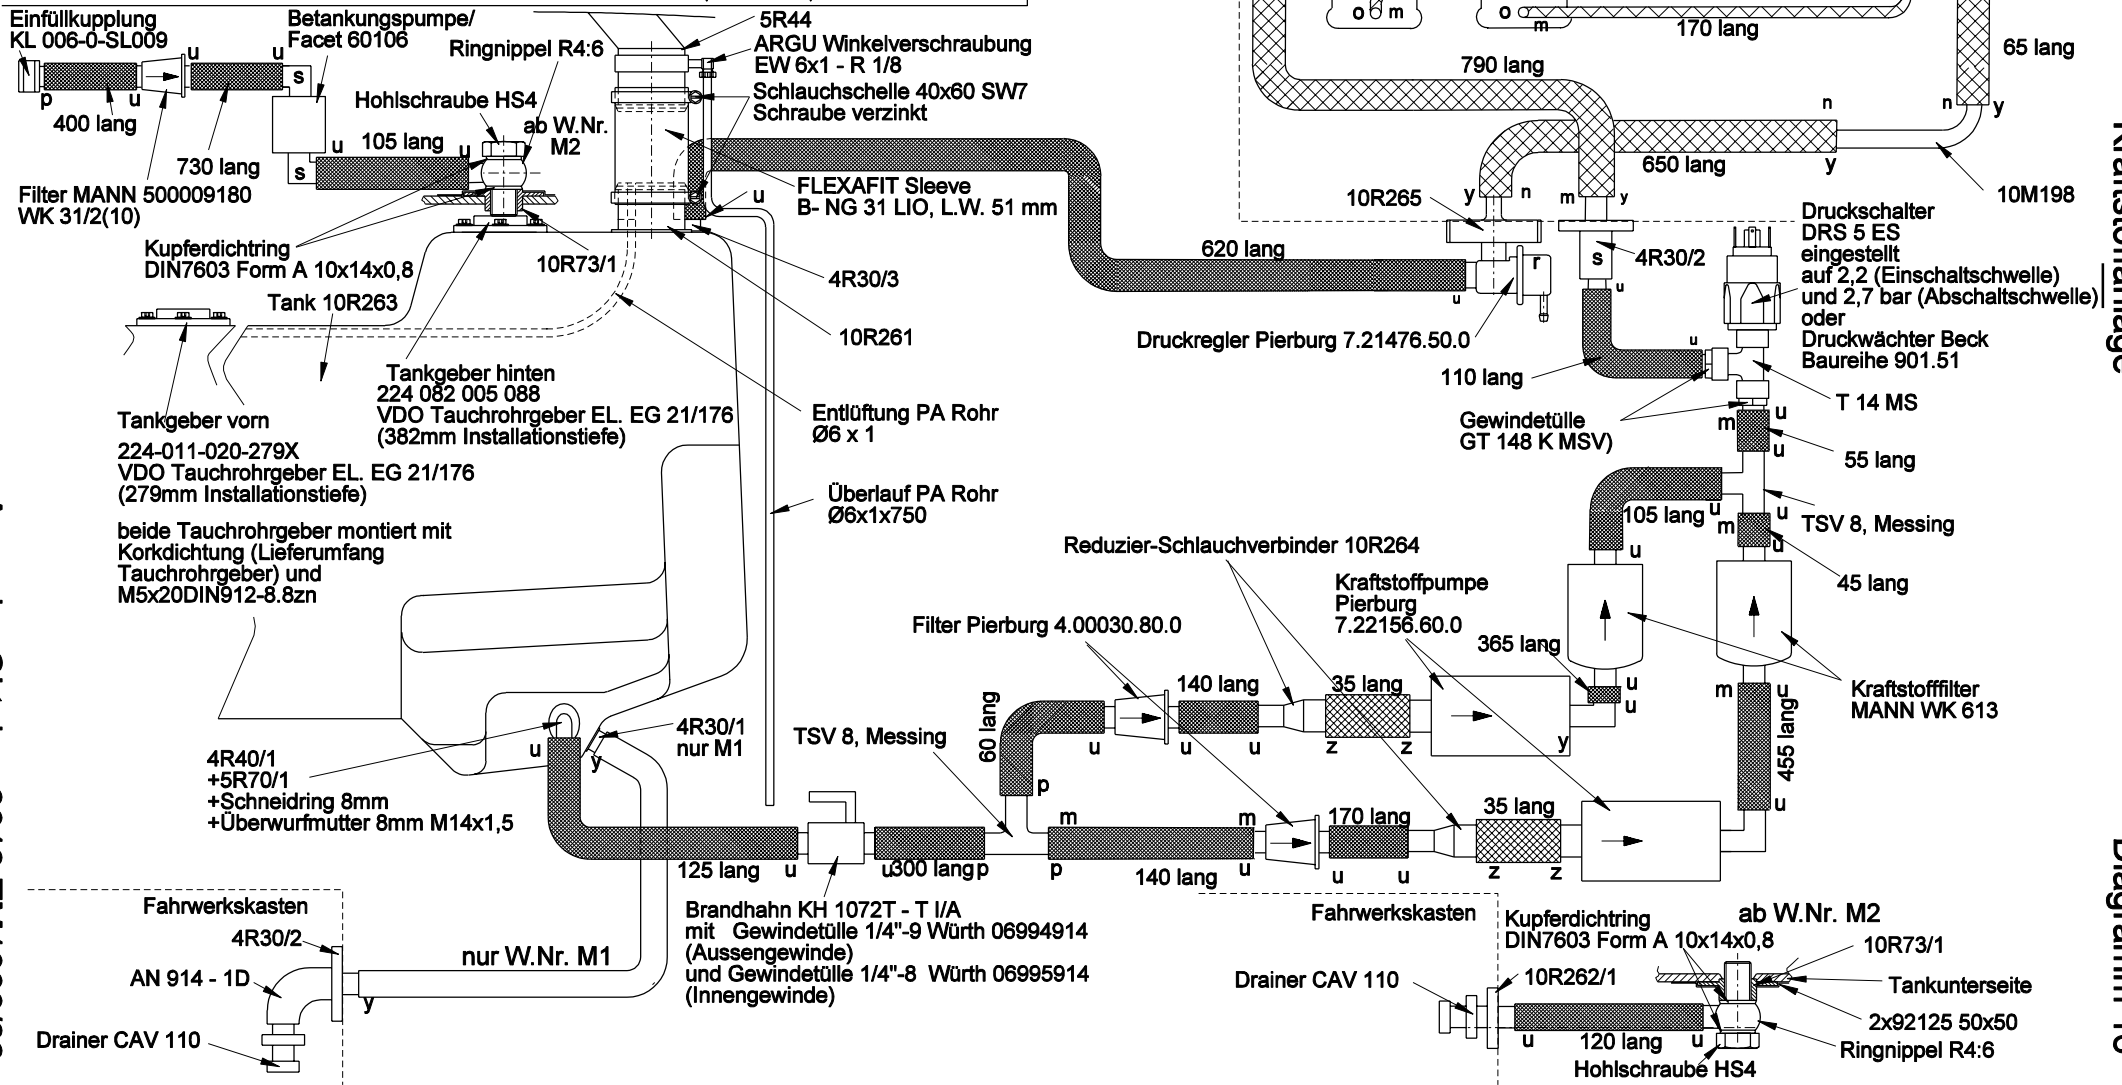 Einfüllkupplung
KL 006-0-SL009
u
u
s
p
u
400 lang
730 lang
Filter MANN 500009180
WK 31/2(10)
Betankungspumpe/
Facet 60106
Ringnippel R4:6
Hohlschraube HS4
ab W.Nr.
M2
u
105 lang
u
s
Kupferdichtring
DIN7603 Form A 10x14x0,8
10R73/1
Tank 10R263
5R44
ARGU Winkelverschraubung
EW 6x1 - R 1/8
Schlauchschelle 40x60 SW7
Schraube verzinkt
FLEXAFIT Sleeve
B- NG 31 LIO, L.W. 51 mm
u
4R30/3
10R261
620 lang
u
Tankgeber hinten
224 082 005 088
VDO Tauchrohrgeber EL. EG 21/176
(382mm Installationstiefe)
Tankgeber vorn
224-011-020-279X
VDO Tauchrohrgeber EL. EG 21/176
(279mm Installationstiefe)
beide Tauchrohrgeber montiert mit
Korkdichtung (Lieferumfang
Tauchrohrgeber) und
M5x20DIN912-8.8zn
Entlüftung PA Rohr
Ø6 x 1
Überlauf PA Rohr
Ø6x1x750
o
m
o
m
170 lang
65 lang
790 lang
n
n
y
650 lang
y
10M198
10R265
y
n
m
y
r
s
4R30/2
u
Druckregler Pierburg 7.21476.50.0
Druckschalter
DRS 5 ES
eingestellt
auf 2,2 (Einschaltschwelle)
und 2,7 bar (Abschaltschwelle)
oder
Druckwächter Beck
Baureihe 901.51
u
110 lang
Gewindetülle
GT 148 K MSV)
T 14 MS
u
m
u
55 lang
105 lang
u
u
m
u
u
TSV 8, Messing
45 lang
Reduzier-Schlauchverbinder 10R264
Kraftstoffpumpe
Pierburg
7.22156.60.0
Filter Pierburg 4.00030.80.0
365 lang
u
u
m
u
Kraftstofffilter
MANN WK 613
455 lang
u
60 lang
140 lang
35 lang
u
u
u
z
z
y
p
4R30/1
nur M1
TSV 8, Messing
u
y
4R40/1
+5R70/1
+Schneidring 8mm
+Überwurfmutter 8mm M14x1,5
125 lang
u
u
300 lang
p
m
m
p
140 lang
u
170 lang
u
u
35 lang
z
z
Brandhahn KH 1072T - T I/A
mit Gewindetülle 1/4"-9 Würth 06994914
(Aussengewinde)
und Gewindetülle 1/4"-8 Würth 06995914
(Innengewinde)
Fahrwerkskasten
4R30/2
AN 914 - 1D
nur W.Nr. M1
y
Drainer CAV 110
Fahrwerkskasten
Kupferdichtring
DIN7603 Form A 10x14x0,8
ab W.Nr. M2
10R73/1
Drainer CAV 110
10R262/1
Tankunterseite
2x92125 50x50
u
120 lang
u
Ringnippel R4:6
Hohlschraube HS4
Kraftstoffanlage
Diagramm 10